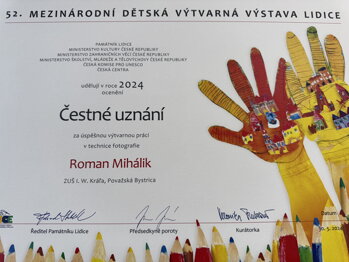 52. MEZINÁRODNÍ DĚTSKÁ VÝTVARNÁ VÝSTAVA LIDICE
PAMÁTNÍK LIDICE
MINISTERSTVO KULTURY ČESKÉ REPUBLIKY
MINISTERSTVO ZAHRANIČNÍCH VĚCÍ ČESKÉ REPUBLIKY
MINISTERSTVO ŠKOLSTVÍ, MLÁDEŽE A TĚLOVÝCHOVY ČESKÉ REPUBLIKY
ČESKÁ KOMISE PRO UNESCO
ČESKÁ CENTRA
udělují v roce 2024
ocenění
Čestné uznání
za úspěšnou výtvarnou práci
v technice fotografie
Roman Mihálik
ZUŠ I. W. Kráľa, Považská Bystrica
Ředitel Památníku Lidice
Předsedkyně poroty
Kurátorka
Datum